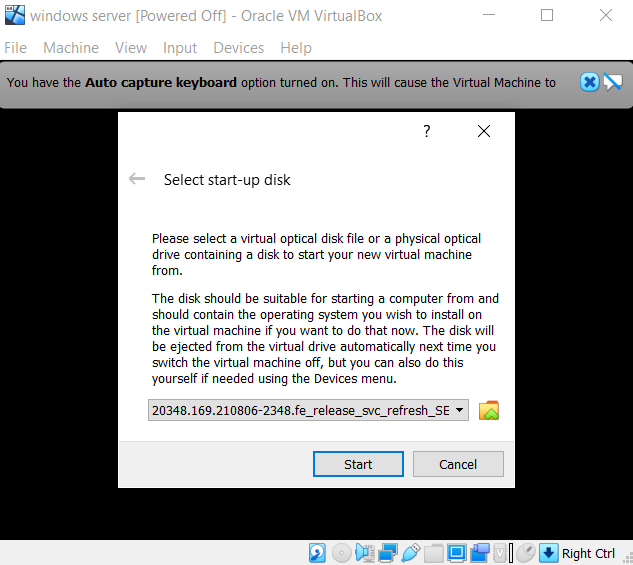 windows server [Powered Off] - Oracle VM VirtualBox
File Machine View Input Devices Help
You have the Auto capture keyboard option turned on. This will cause the Virtual Machine to
?
Select start-up disk
Please select a virtual optical disk file or a physical optical
drive containing a disk to start your new virtual machine
from.
The disk should be suitable for starting a computer from and
should contain the operating system you wish to install on
the virtual machine if you want to do that now. The disk will
be ejected from the virtual drive automatically next time you
switch the virtual machine off, but you can also do this
yourself if needed using the Devices menu.
20348.169.210806-2348.fe_release_svc_refresh_SE
Start Cancel
Right Ctrl